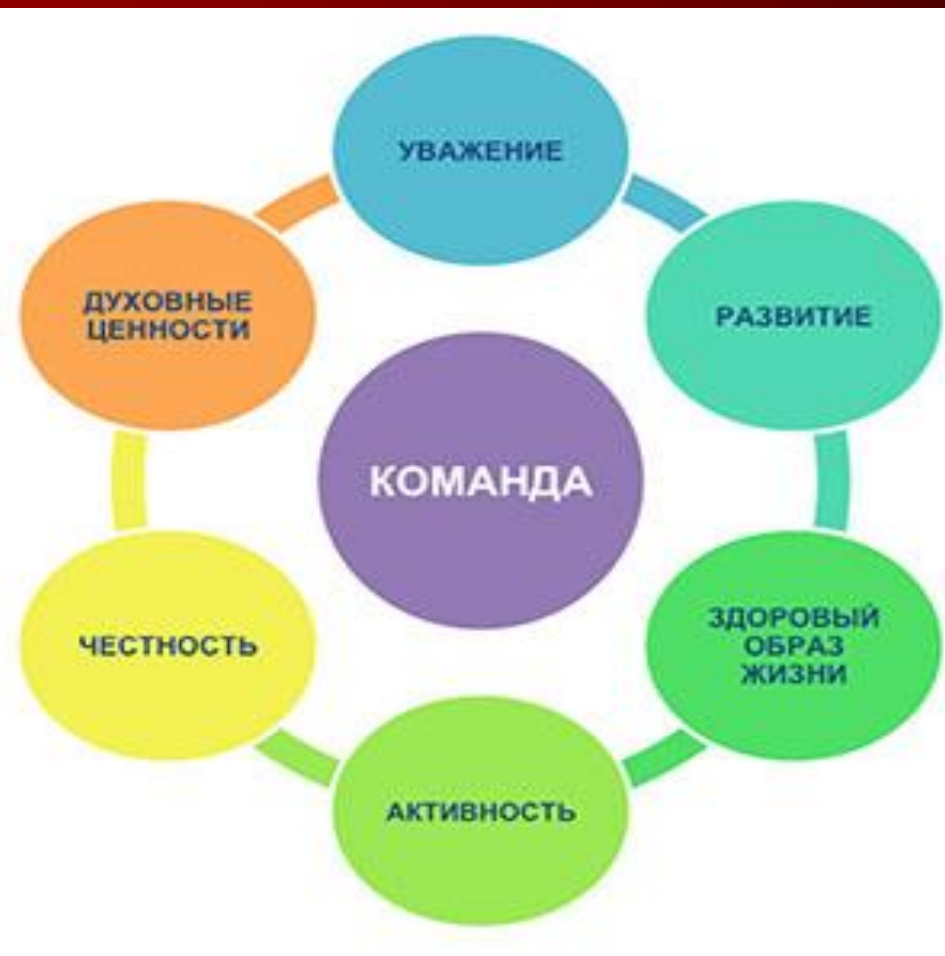 УВАЖЕНИЕ
РАЗВИТИЕ
ЗДОРОВЫЙ
ОБРАЗ
ЖИЗНИ
АКТИВНОСТЬ
ЧЕСТНОСТЬ
ДУХОВНЫЕ
ЦЕННОСТИ
КОМАНДА